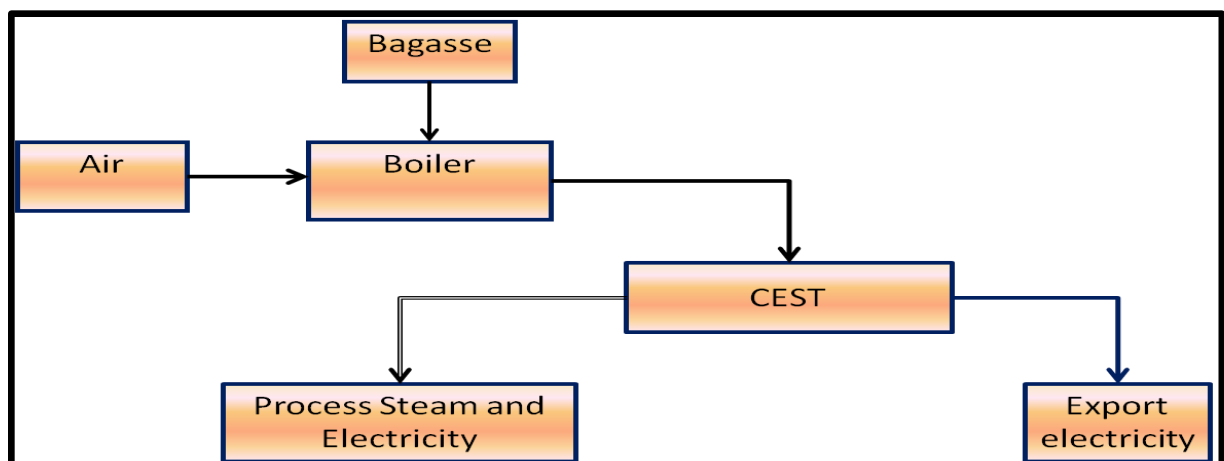 Bagasse
Air
Boiler
CEST
Process Steam and
Electricity
Export
electricity